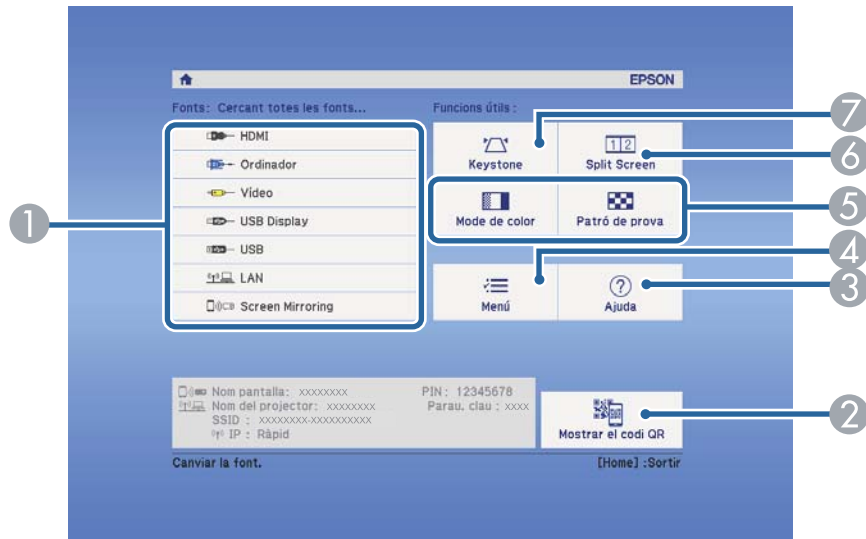 EPSON
Fonts: Cercant totes les fonts...
HDMI
Ordinador
Vídeo
USB Display
USB
LAN
Screen Mirroring
Funcions útils :
Keystone
1 2
Split Screen
Mode de color
Patró de prova
Menú
?
Ajuda
7
6
5
4
3
1
Nom pantalla: xxxxxxxx
PIN: 12345678
Nom del projector: xxxxxxxx
Parau. clau : xxxx
SSID : xxxxxxxx-xxxxxxxxxx
IP : Ràpid
Mostrar el codi QR
2
Canviar la font.
[Home] :Sortir